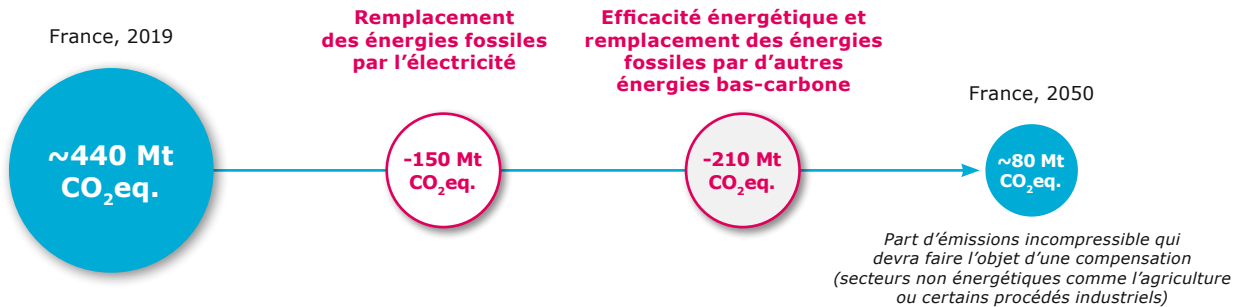 France, 2019
~440 Mt
CO₂eq.
Remplacement
des énergies fossiles
par l’électricité
-150 Mt
CO₂eq.
Efficacité énergétique et
remplacement des énergies
fossiles par d’autres
énergies bas-carbone
-210 Mt
CO₂eq.
France, 2050
~80 Mt
CO₂eq.
Part d’émissions incompressible qui
devra faire l’objet d’une compensation
(secteurs non énergétiques comme l’agriculture
ou certains procédés industriels)